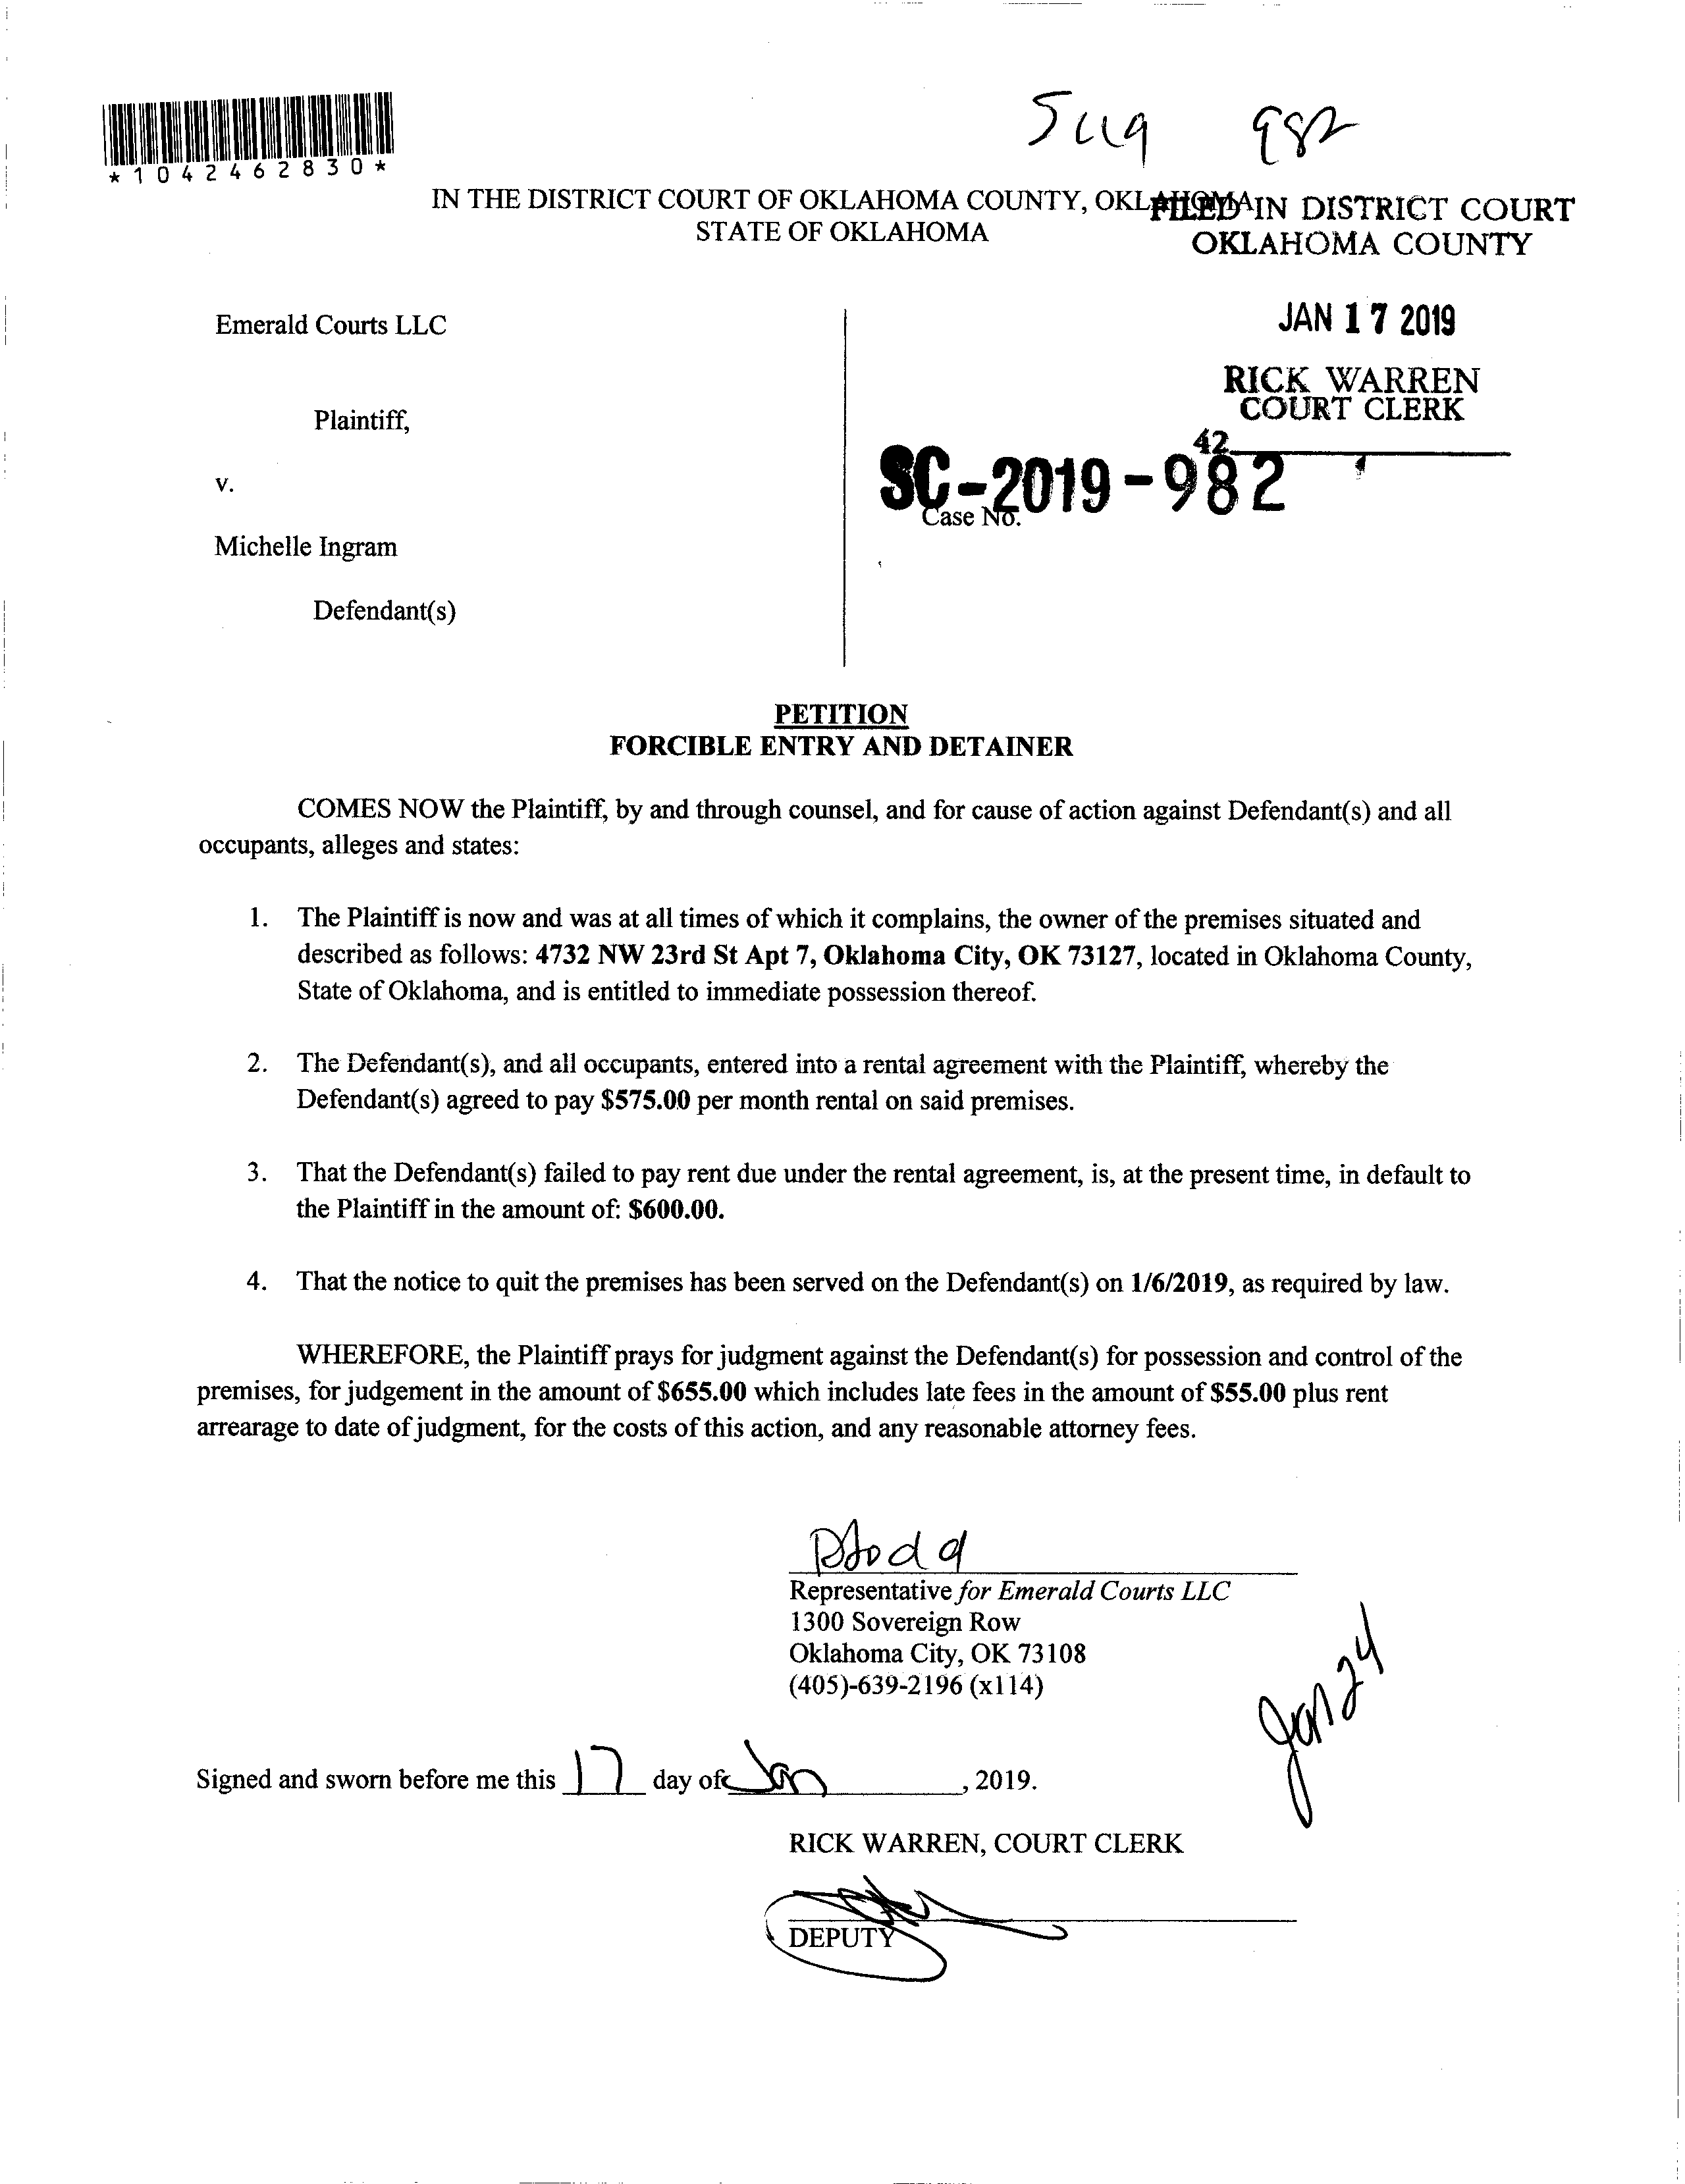 *1042462830*
982
IN THE DISTRICT COURT OF OKLAHOMA COUNTY, OKLAHOMA
STATE OF OKLAHOMA
FILED IN DISTRICT COURT
OKLAHOMA COUNTY
JAN 17 2019
RICK WARREN
COURT CLERK
42
Emerald Courts LLC
Plaintiff,
v.
SC-2019-982
Case No.
Michelle Ingram
Defendant(s)
PETITION
FORCIBLE ENTRY AND DETAINER
COMES NOW the Plaintiff, by and through counsel, and for cause of action against Defendant(s) and all
occupants, alleges and states:
1. The Plaintiff is now and was at all times of which it complains, the owner of the premises situated and
described as follows: 4732 NW 23rd St Apt 7, Oklahoma City, OK 73127, located in Oklahoma County,
State of Oklahoma, and is entitled to immediate possession thereof.
2. The Defendant(s), and all occupants, entered into a rental agreement with the Plaintiff, whereby the
Defendant(s) agreed to pay $575.00 per month rental on said premises.
3. That the Defendant(s) failed to pay rent due under the rental agreement, is, at the present time, in default to
the Plaintiff in the amount of: $600.00.
4. That the notice to quit the premises has been served on the Defendant(s) on 1/6/2019, as required by law.
WHEREFORE, the Plaintiff prays for judgment against the Defendant(s) for possession and control of the
premises, for judgement in the amount of $655.00 which includes late fees in the amount of $55.00 plus rent
arrearage to date of judgment, for the costs of this action, and any reasonable attorney fees.
Representative for Emerald Courts LLC
1300 Sovereign Row
Oklahoma City, OK 73108
(405)-639-2196 (x114)
Jan 24
Signed and sworn before me this 17 day of Jan, 2019.
RICK WARREN, COURT CLERK
DEPUTY